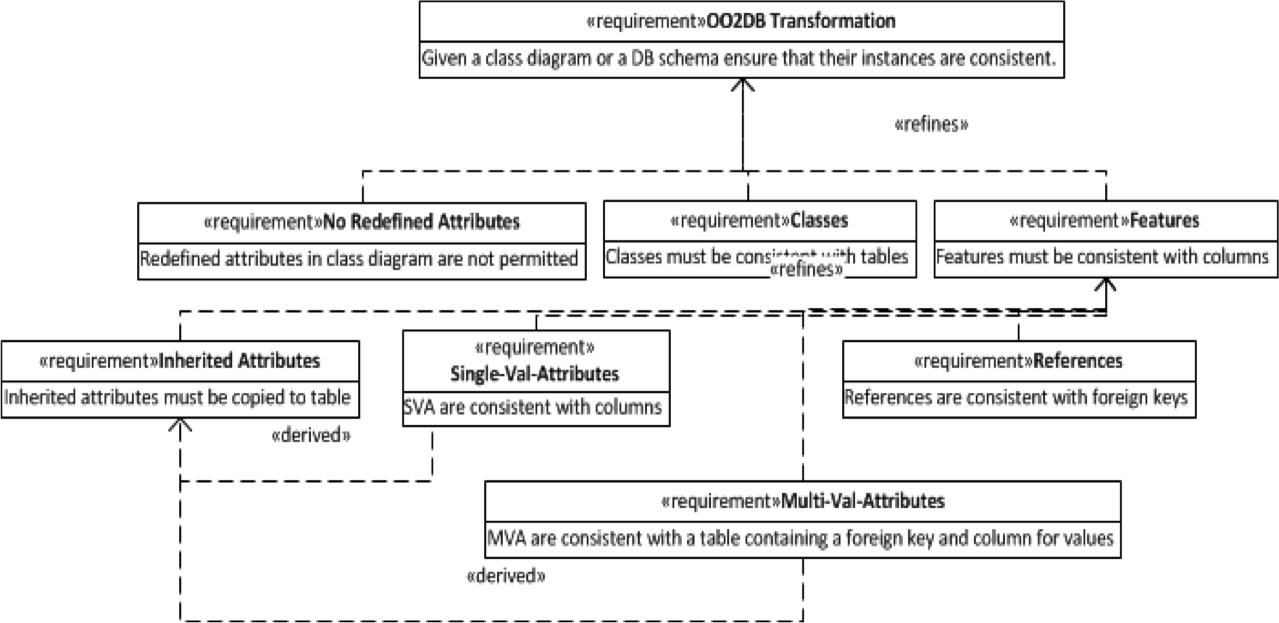 «requirement»OO2DB Transformation
Given a class diagram or a DB schema ensure that their instances are consistent.
«refines»
«requirement»No Redefined Attributes
Redefined attributes in class diagram are not permitted
«requirement»Classes
Classes must be consistent with tables
«requirement»Features
Features must be consistent with columns
«refines»
«requirement»Inherited Attributes
Inherited attributes must be copied to table
«requirement»
Single-Val-Attributes
SVA are consistent with columns
«requirement»References
References are consistent with foreign keys
«derived»
«requirement»Multi-Val-Attributes
MVA are consistent with a table containing a foreign key and column for values
«derived»